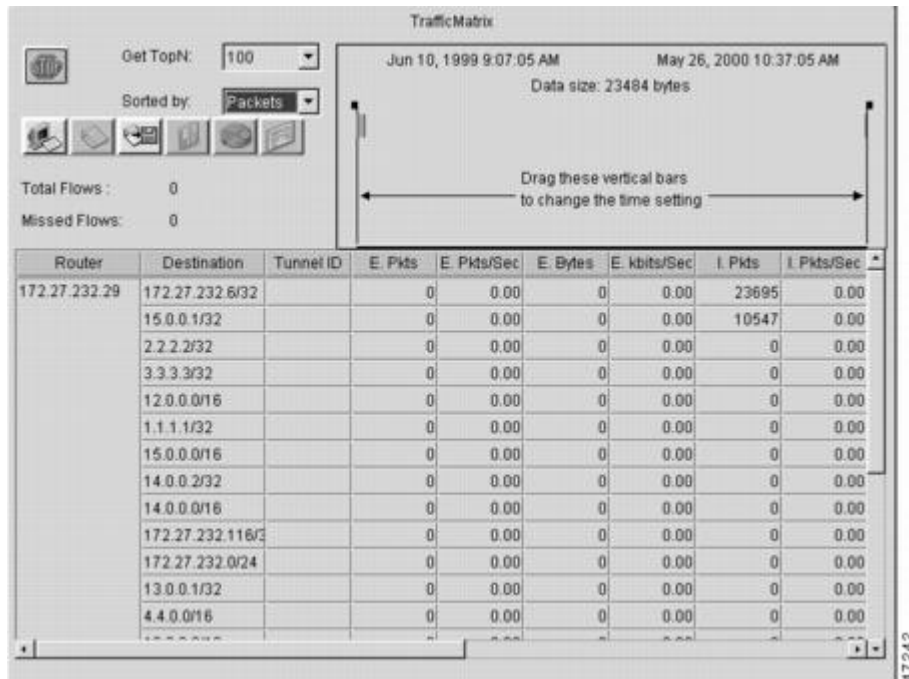 TrafficMatrix
Get TopN: 100
Sorted by: Packets
Total Flows : 0
Missed Flows: 0
Jun 10, 1999 9:07:05 AM May 26, 2000 10:37:05 AM
Data size: 23484 bytes
Drag these vertical bars
to change the time setting
Router Destination Tunnel ID E. Pkts E. Pkts/Sec E. Bytes E. kbits/Sec I. Pkts I. Pkts/Sec
172.27.232.29 172.27.232.6/32 0 0.00 0 0.00 23695 0.00
15.0.0.1/32 0 0.00 0 0.00 10547 0.00
2.2.2.2/32 0 0.00 0 0.00 0 0.00
3.3.3.3/32 0 0.00 0 0.00 0 0.00
12.0.0.0/16 0 0.00 0 0.00 0 0.00
1.1.1.1/32 0 0.00 0 0.00 0 0.00
15.0.0.0/16 0 0.00 0 0.00 0 0.00
14.0.0.2/32 0 0.00 0 0.00 0 0.00
14.0.0.0/16 0 0.00 0 0.00 0 0.00
172.27.232.116/3 0 0.00 0 0.00 0 0.00
172.27.232.0/24 0 0.00 0 0.00 0 0.00
13.0.0.1/32 0 0.00 0 0.00 0 0.00
4.4.0.0/16 0 0.00 0 0.00 0 0.00
47242